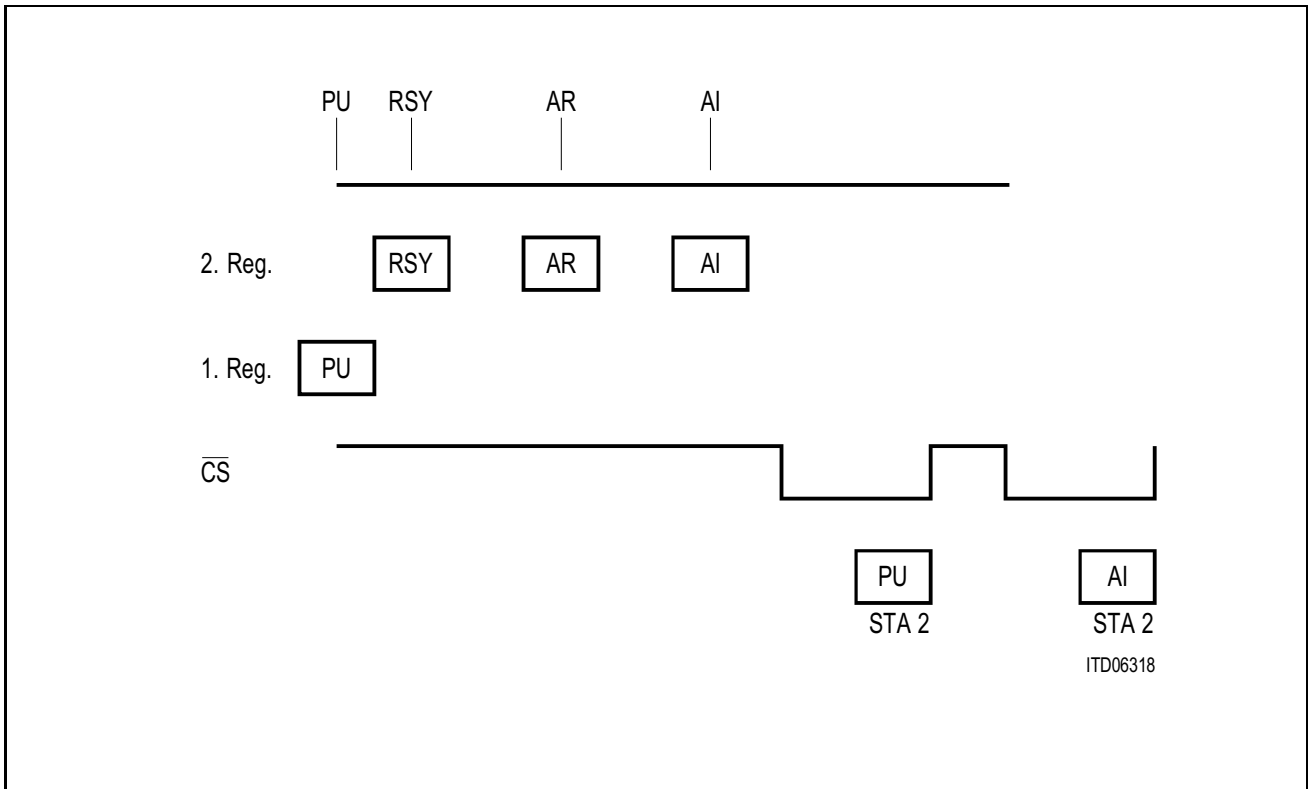 PU RSY AR AI
2. Reg. RSY AR AI
1. Reg. PU
C̅S̅
PU AI
STA 2 STA 2
ITD06318